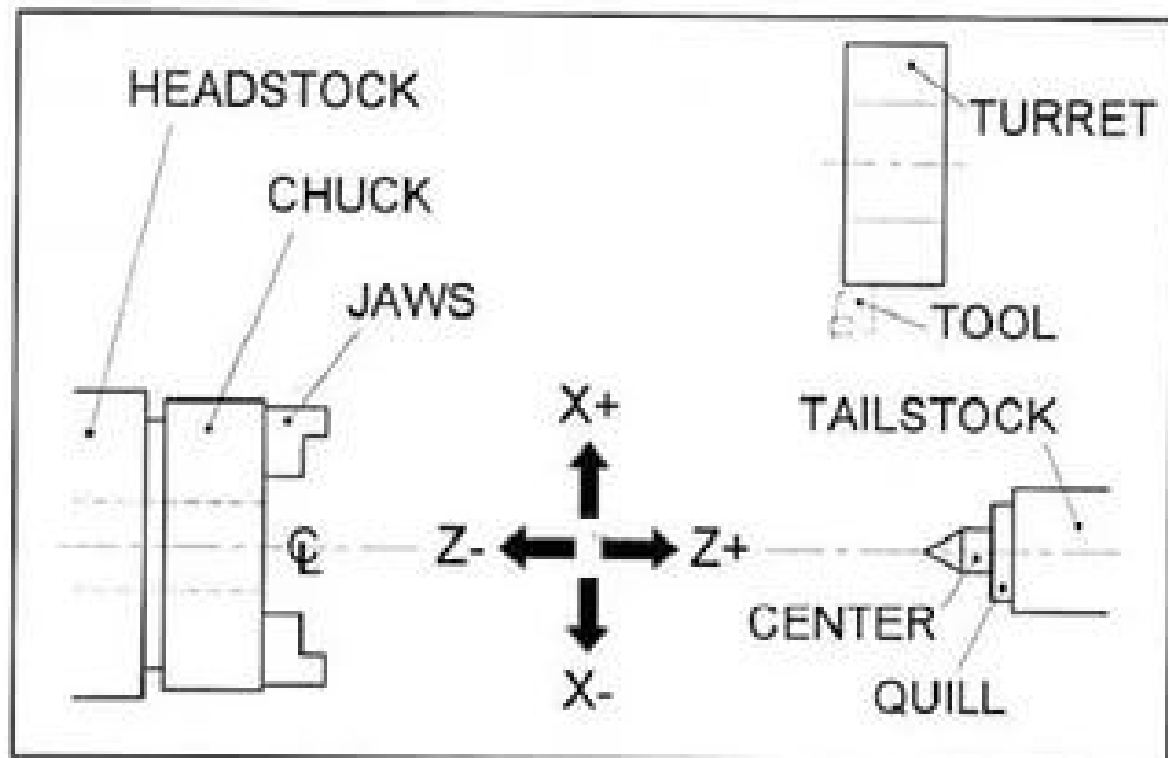 HEADSTOCK
TURRET
CHUCK
JAWS
TOOL
X+
TAILSTOCK
℄
Z-
Z+
CENTER
X-
QUILL